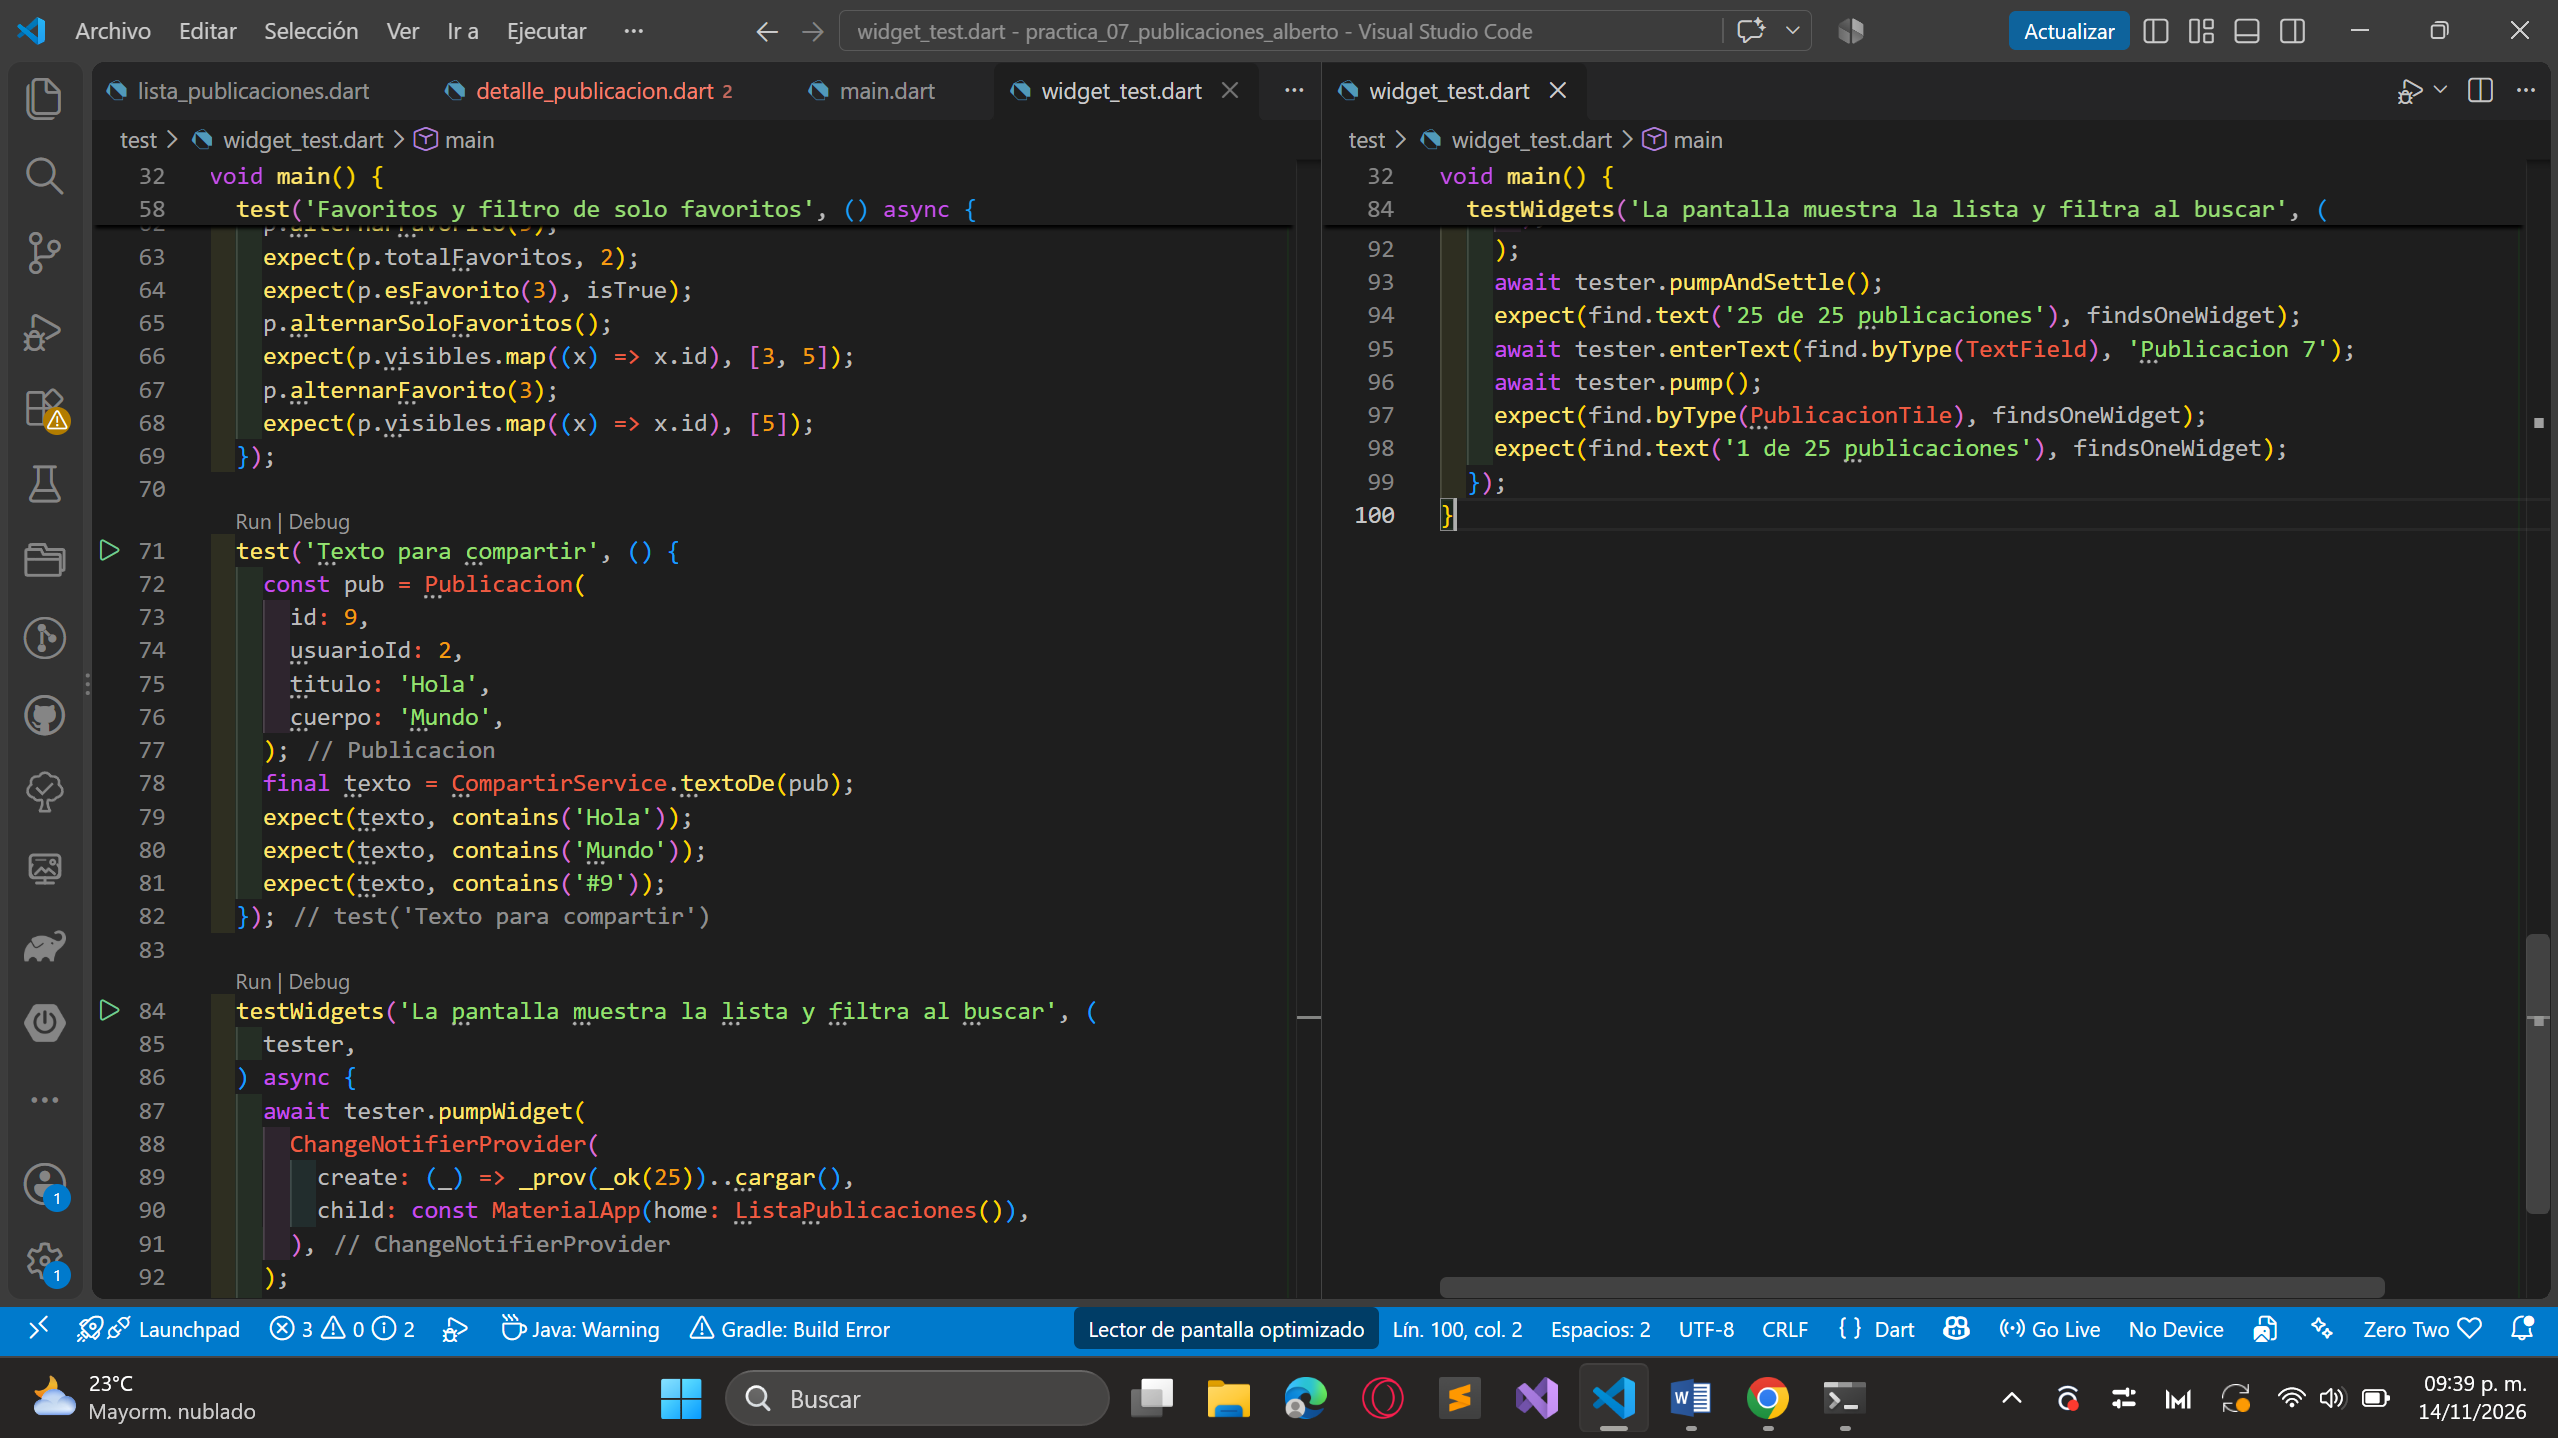 Archivo Editar Selección Ver Ir a Ejecutar ···
widget_test.dart - practica_07_publicaciones_alberto - Visual Studio Code
Actualizar
lista_publicaciones.dart
detalle_publicacion.dart 2
main.dart
widget_test.dart
test > widget_test.dart > main
32 void main() {
58 test('Favoritos y filtro de solo favoritos', () async {
63 expect(p.totalFavoritos, 2);
64 expect(p.esFavorito(3), isTrue);
65 p.alternarSoloFavoritos();
66 expect(p.visibles.map((x) => x.id), [3, 5]);
67 p.alternarFavorito(3);
68 expect(p.visibles.map((x) => x.id), [5]);
69 });
70
Run | Debug
71 test('Texto para compartir', () {
72 const pub = Publicacion(
73 id: 9,
74 usuarioId: 2,
75 titulo: 'Hola',
76 cuerpo: 'Mundo',
77 ); // Publicacion
78 final texto = CompartirService.textoDe(pub);
79 expect(texto, contains('Hola'));
80 expect(texto, contains('Mundo'));
81 expect(texto, contains('#9'));
82 }); // test('Texto para compartir')
83
Run | Debug
84 testWidgets('La pantalla muestra la lista y filtra al buscar', (
85 tester,
86 ) async {
87 await tester.pumpWidget(
88 ChangeNotifierProvider(
89 create: (_) => _prov(_ok(25))..cargar(),
90 child: const MaterialApp(home: ListaPublicaciones()),
91 ), // ChangeNotifierProvider
92 );
widget_test.dart
test > widget_test.dart > main
32 void main() {
84 testWidgets('La pantalla muestra la lista y filtra al buscar', (
92 );
93 await tester.pumpAndSettle();
94 expect(find.text('25 de 25 publicaciones'), findsOneWidget);
95 await tester.enterText(find.byType(TextField), 'Publicacion 7');
96 await tester.pump();
97 expect(find.byType(PublicacionTile), findsOneWidget);
98 expect(find.text('1 de 25 publicaciones'), findsOneWidget);
99 });
100 }
1
1
Launchpad 3 0 2 Java: Warning Gradle: Build Error Lector de pantalla optimizado Lín. 100, col. 2 Espacios: 2 UTF-8 CRLF { } Dart Go Live No Device Zero Two
23°C
Mayorm. nublado
Buscar
09:39 p. m.
14/11/2026